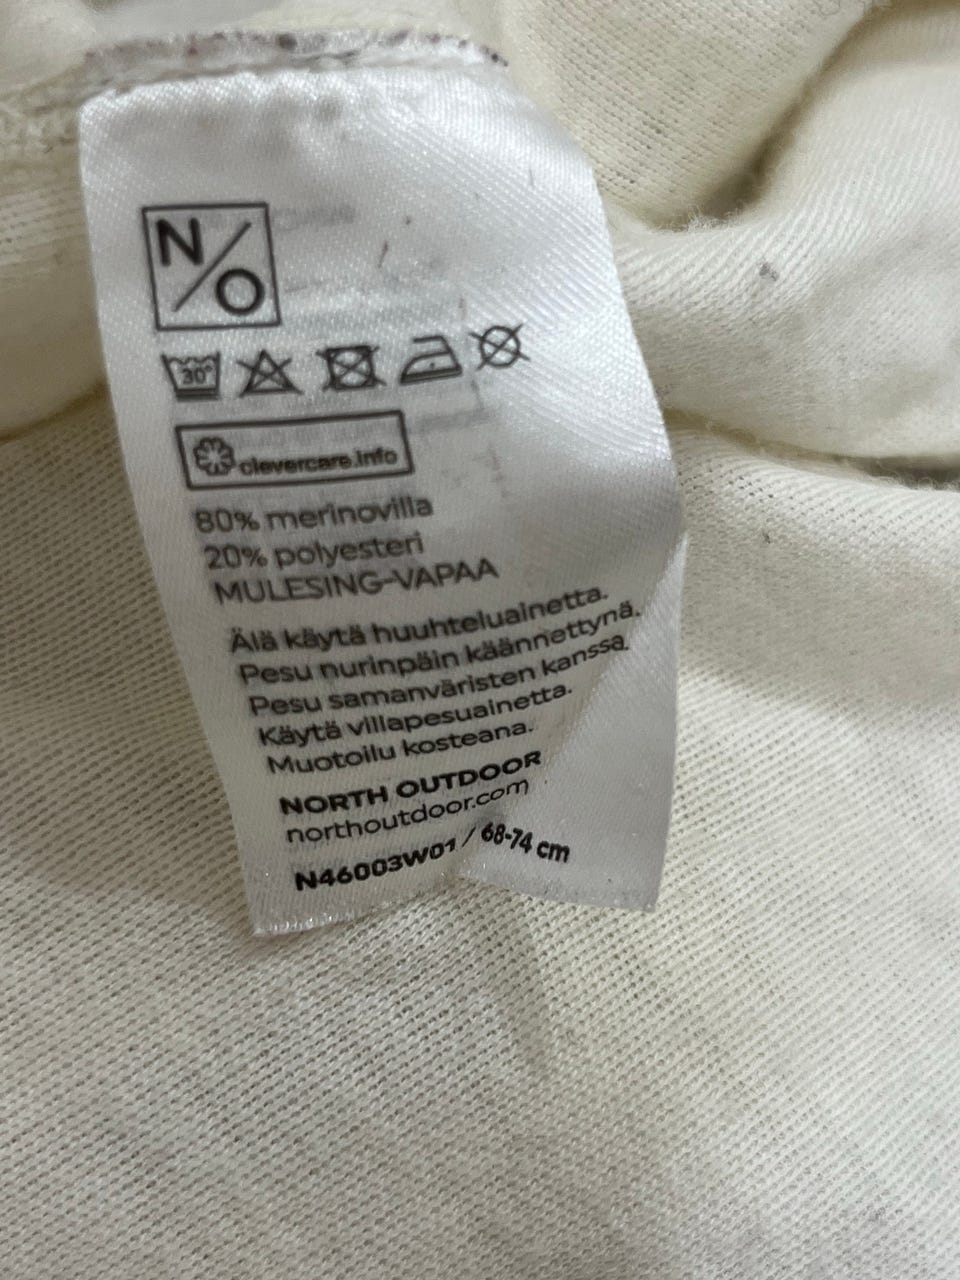 N/O
30°
clevercare.info
80% merinovilla
20% polyesteri
MULESING-VAPAA
Älä käytä huuhteluainetta.
Pesu nurinpäin käännettynä.
Pesu samanväristen kanssa.
Käytä villapesuainetta.
Muotoilu kosteana.
NORTH OUTDOOR
northoutdoor.com
N46003W01 / 68-74 cm